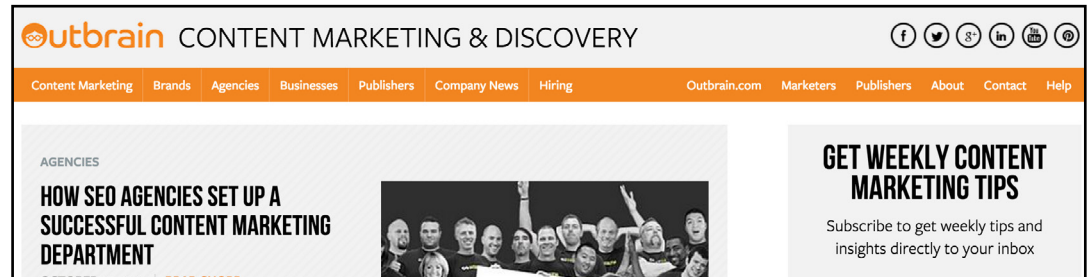 Outbrain CONTENT MARKETING & DISCOVERY
Content Marketing Brands Agencies Businesses Publishers Company News Hiring Outbrain.com Marketers Publishers About Contact Help
AGENCIES
HOW SEO AGENCIES SET UP A
SUCCESSFUL CONTENT MARKETING
DEPARTMENT
GET WEEKLY CONTENT
MARKETING TIPS
Subscribe to get weekly tips and
insights directly to your inbox